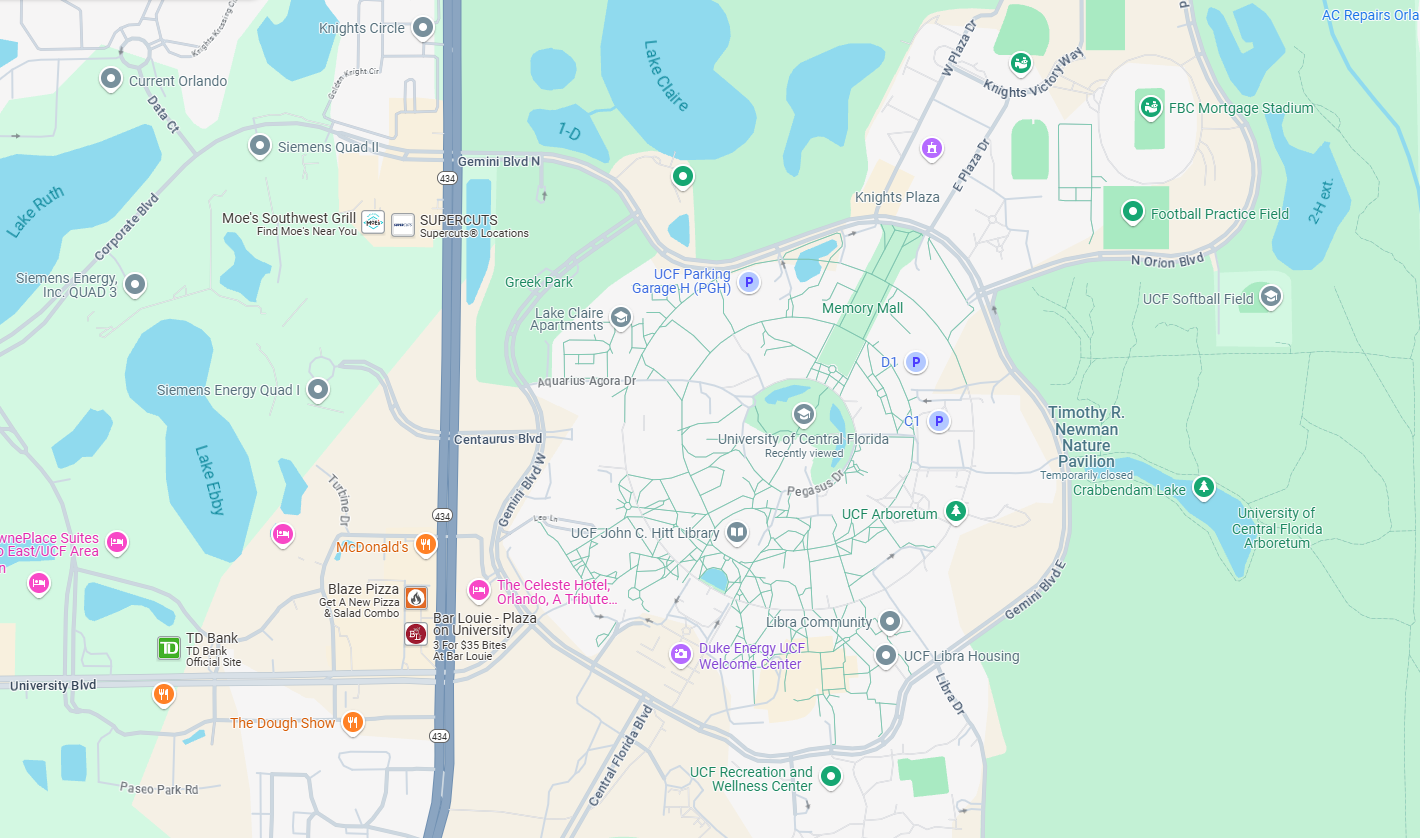 Knights Circle
Knights Krossing Cir
AC Repairs Orla
W Plaza Dr
Current Orlando
Golden Knight Cir
Lake Claire
Knights Victory Way
Data Ct
FBC Mortgage Stadium
1-D
Siemens Quad II
Gemini Blvd N
E Plaza Dr
434
Lake Ruth
Corporate Blvd
Knights Plaza
2-H ext.
Moe's Southwest Grill
Find Moe's Near You
SUPERCUTS
Supercuts® Locations
Football Practice Field
N Orion Blvd
Siemens Energy,
Inc. QUAD 3
Greek Park
UCF Parking
Garage H (PGH)
P
UCF Softball Field
Lake Claire
Apartments
Memory Mall
D1
P
Siemens Energy Quad I
Aquarius Agora Dr
C1
P
Centaurus Blvd
University of Central Florida
Recently viewed
Timothy R.
Newman
Nature
Pavilion
Temporarily closed
Lake Ebby
Gemini Blvd W
Pegasus Dr
Crabbendam Lake
Turbine Dr
434
Leo Ln
UCF Arboretum
University of
Central Florida
Arboretum
UCF John C. Hitt Library
wnePlace Suites
o East/UCF Area
n
McDonald's
Blaze Pizza
Get A New Pizza
& Salad Combo
The Celeste Hotel,
Orlando, A Tribute...
Gemini Blvd E
Bar Louie - Plaza
on University
3 For $35 Bites
At Bar Louie
Libra Community
TD
TD Bank
TD Bank
Official Site
Duke Energy UCF
Welcome Center
UCF Libra Housing
University Blvd
Libra Dr
The Dough Show
434
Central Florida Blvd
UCF Recreation and
Wellness Center
Paseo Park Rd